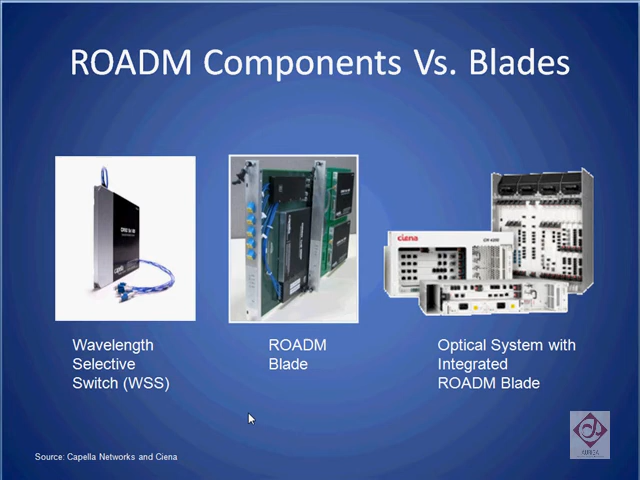 ROADM Components Vs. Blades
ciena
Wavelength
Selective
Switch (WSS)
ROADM
Blade
Optical System with
Integrated
ROADM Blade
Source: Capella Networks and Ciena